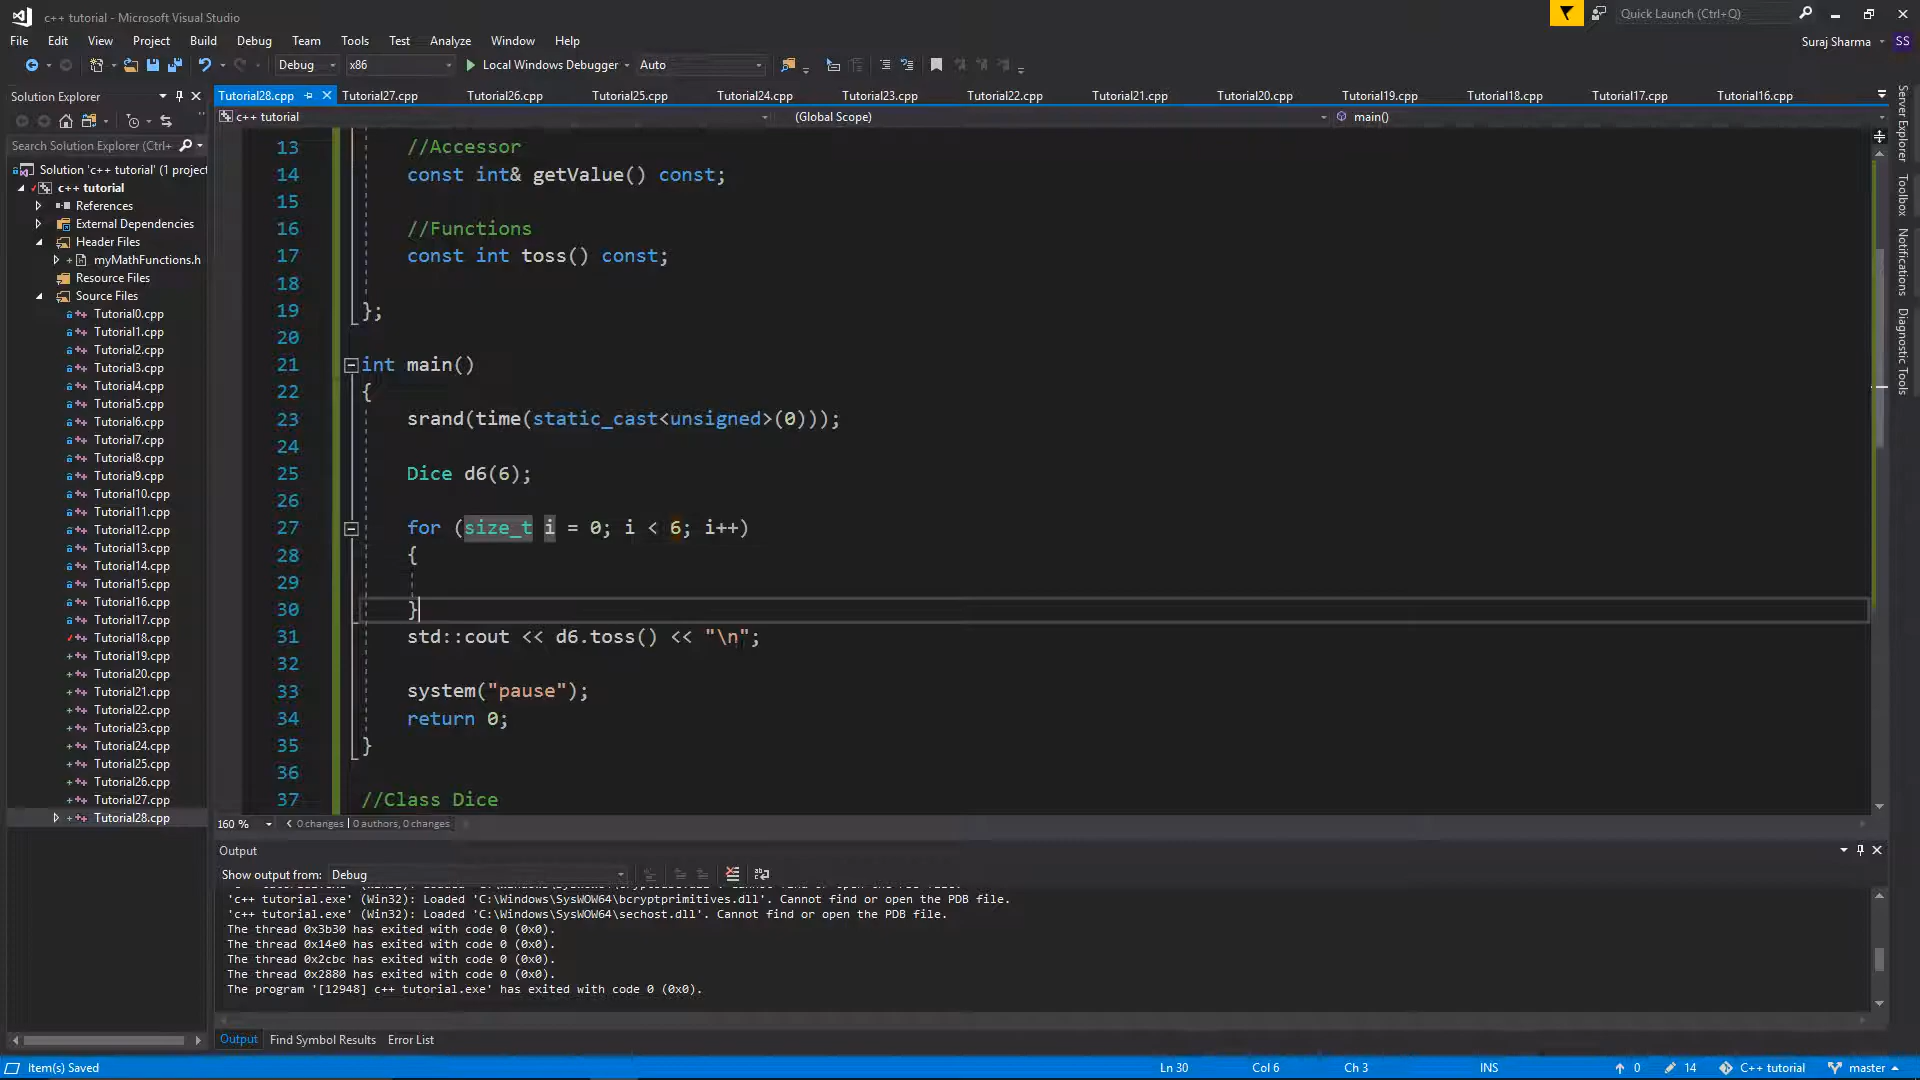 c++ tutorial - Microsoft Visual Studio
Quick Launch (Ctrl+Q)
File Edit View Project Build Debug Team Tools Test Analyze Window Help
Suraj Sharma SS
Debug x86 Local Windows Debugger Auto
Solution Explorer
Tutorial28.cpp Tutorial27.cpp Tutorial26.cpp Tutorial25.cpp Tutorial24.cpp Tutorial23.cpp Tutorial22.cpp Tutorial21.cpp Tutorial20.cpp Tutorial19.cpp Tutorial18.cpp Tutorial17.cpp Tutorial16.cpp
c++ tutorial (Global Scope) main()
Search Solution Explorer (Ctrl+
Solution 'c++ tutorial' (1 project
c++ tutorial
References
External Dependencies
Header Files
myMathFunctions.h
Resource Files
Source Files
Tutorial0.cpp
Tutorial1.cpp
Tutorial2.cpp
Tutorial3.cpp
Tutorial4.cpp
Tutorial5.cpp
Tutorial6.cpp
Tutorial7.cpp
Tutorial8.cpp
Tutorial9.cpp
Tutorial10.cpp
Tutorial11.cpp
Tutorial12.cpp
Tutorial13.cpp
Tutorial14.cpp
Tutorial15.cpp
Tutorial16.cpp
Tutorial17.cpp
Tutorial18.cpp
Tutorial19.cpp
Tutorial20.cpp
Tutorial21.cpp
Tutorial22.cpp
Tutorial23.cpp
Tutorial24.cpp
Tutorial25.cpp
Tutorial26.cpp
Tutorial27.cpp
Tutorial28.cpp
13 //Accessor
14 const int& getValue() const;
15
16 //Functions
17 const int toss() const;
18
19 };
20
21 int main()
22 {
23 srand(time(static_cast<unsigned>(0)));
24
25 Dice d6(6);
26
27 for (size_t i = 0; i < 6; i++)
28 {
29
30 }
31 std::cout << d6.toss() << "\n";
32
33 system("pause");
34 return 0;
35 }
36
37 //Class Dice
160 % 0 changes | 0 authors, 0 changes
Server Explorer
Toolbox
Notifications
Diagnostic Tools
Output
Show output from: Debug
'c++ tutorial.exe' (Win32): Loaded 'C:\Windows\SysWOW64\bcryptprimitives.dll'. Cannot find or open the PDB file.
'c++ tutorial.exe' (Win32): Loaded 'C:\Windows\SysWOW64\sechost.dll'. Cannot find or open the PDB file.
The thread 0x3b30 has exited with code 0 (0x0).
The thread 0x14e0 has exited with code 0 (0x0).
The thread 0x2cbc has exited with code 0 (0x0).
The thread 0x2880 has exited with code 0 (0x0).
The program '[12948] c++ tutorial.exe' has exited with code 0 (0x0).
Output Find Symbol Results Error List
Item(s) Saved Ln 30 Col 6 Ch 3 INS 0 14 C++ tutorial master